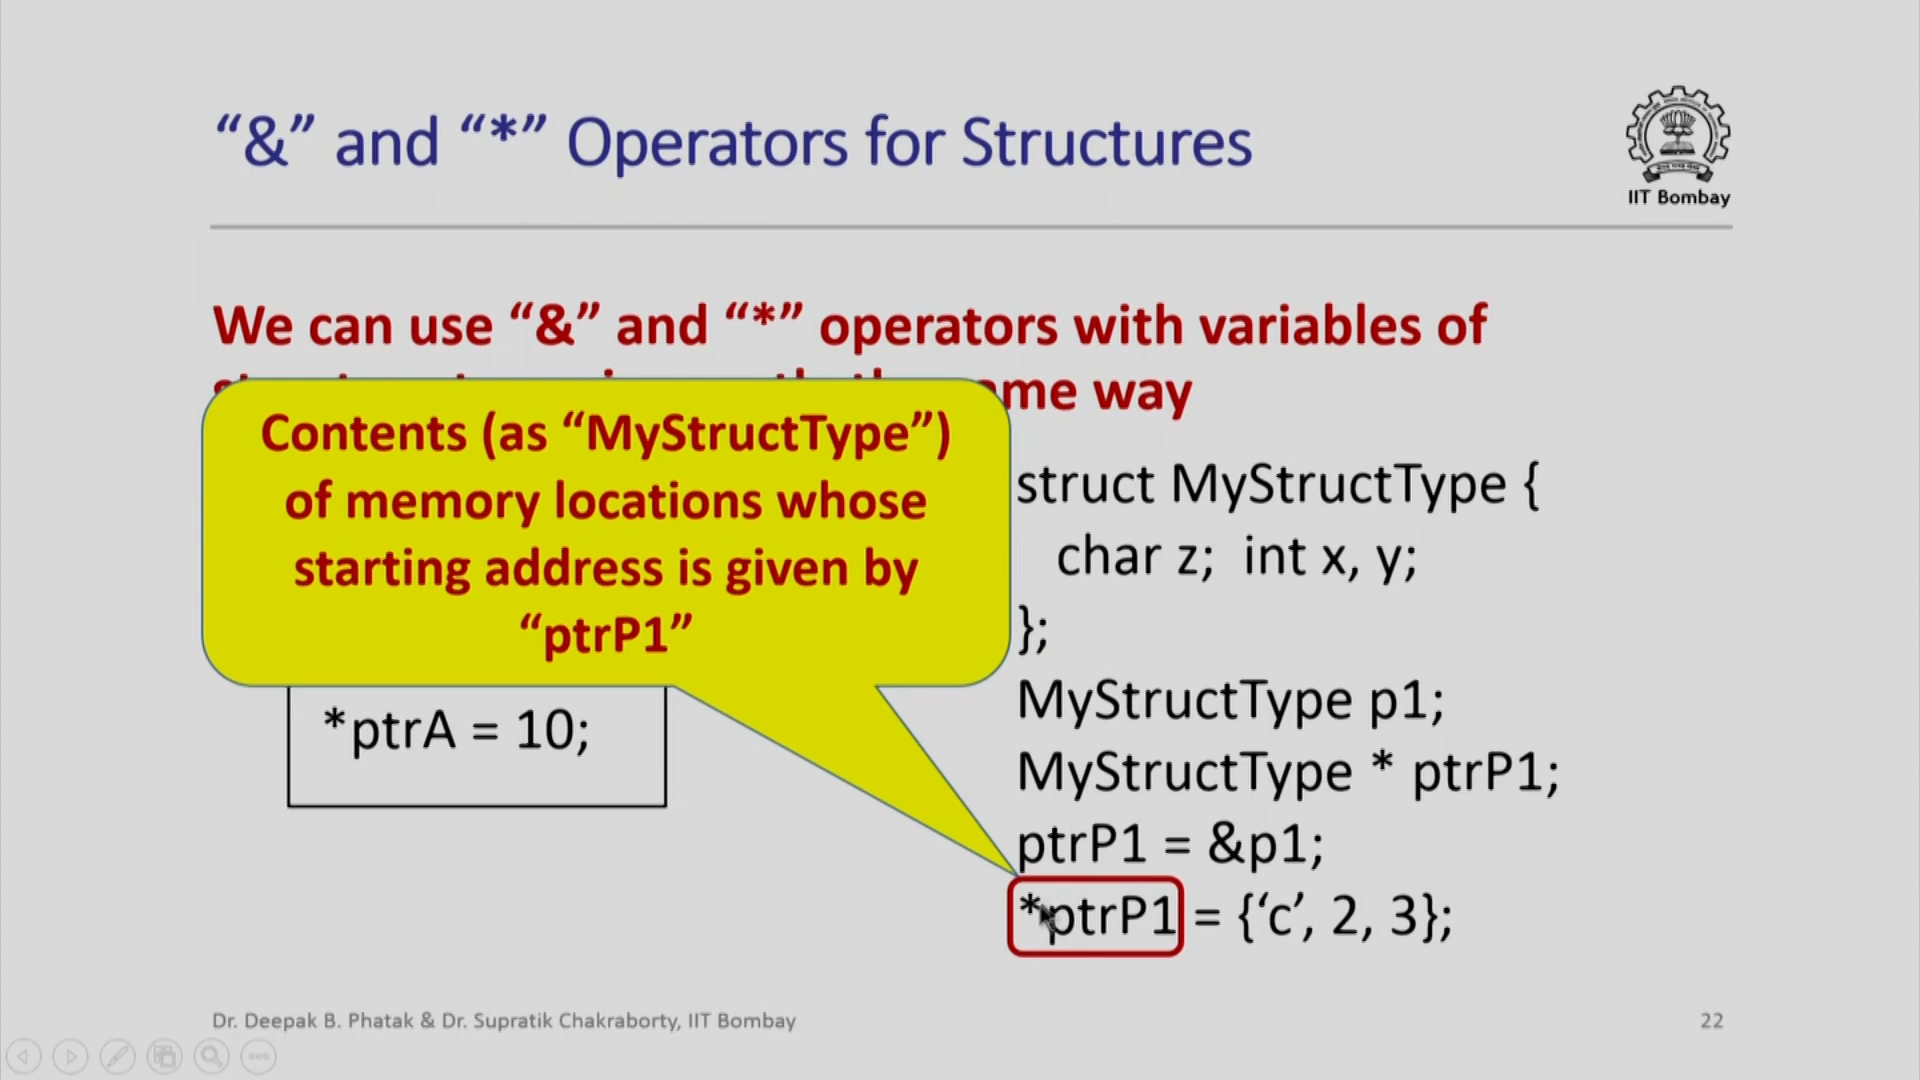 “&” and “*” Operators for Structures
IIT Bombay
We can use “&” and “*” operators with variables of
same way
Contents (as “MyStructType”)
of memory locations whose
starting address is given by
“ptrP1”
*ptrA = 10;
struct MyStructType {
char z; int x, y;
};
MyStructType p1;
MyStructType * ptrP1;
ptrP1 = &p1;
*ptrP1 = {‘c’, 2, 3};
Dr. Deepak B. Phatak & Dr. Supratik Chakraborty, IIT Bombay
22